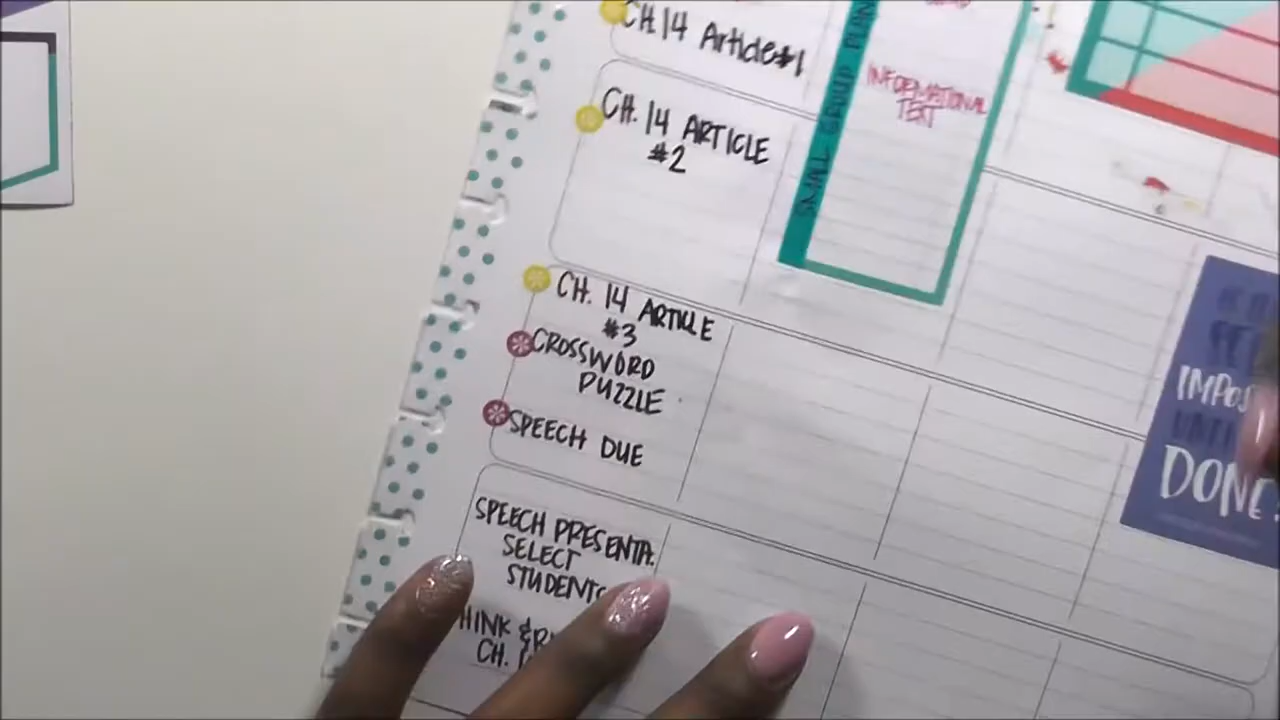 CH.14 Article#1
CH. 14 ARTICLE
#2
SMALL GROUP PLAN
INFORMATIONAL
TEXT
CH. 14 ARTICLE
#3
CROSSWORD
PUZZLE
SPEECH DUE
SPEECH PRESENTA.
SELECT
STUDENTS
CH.
DONE.